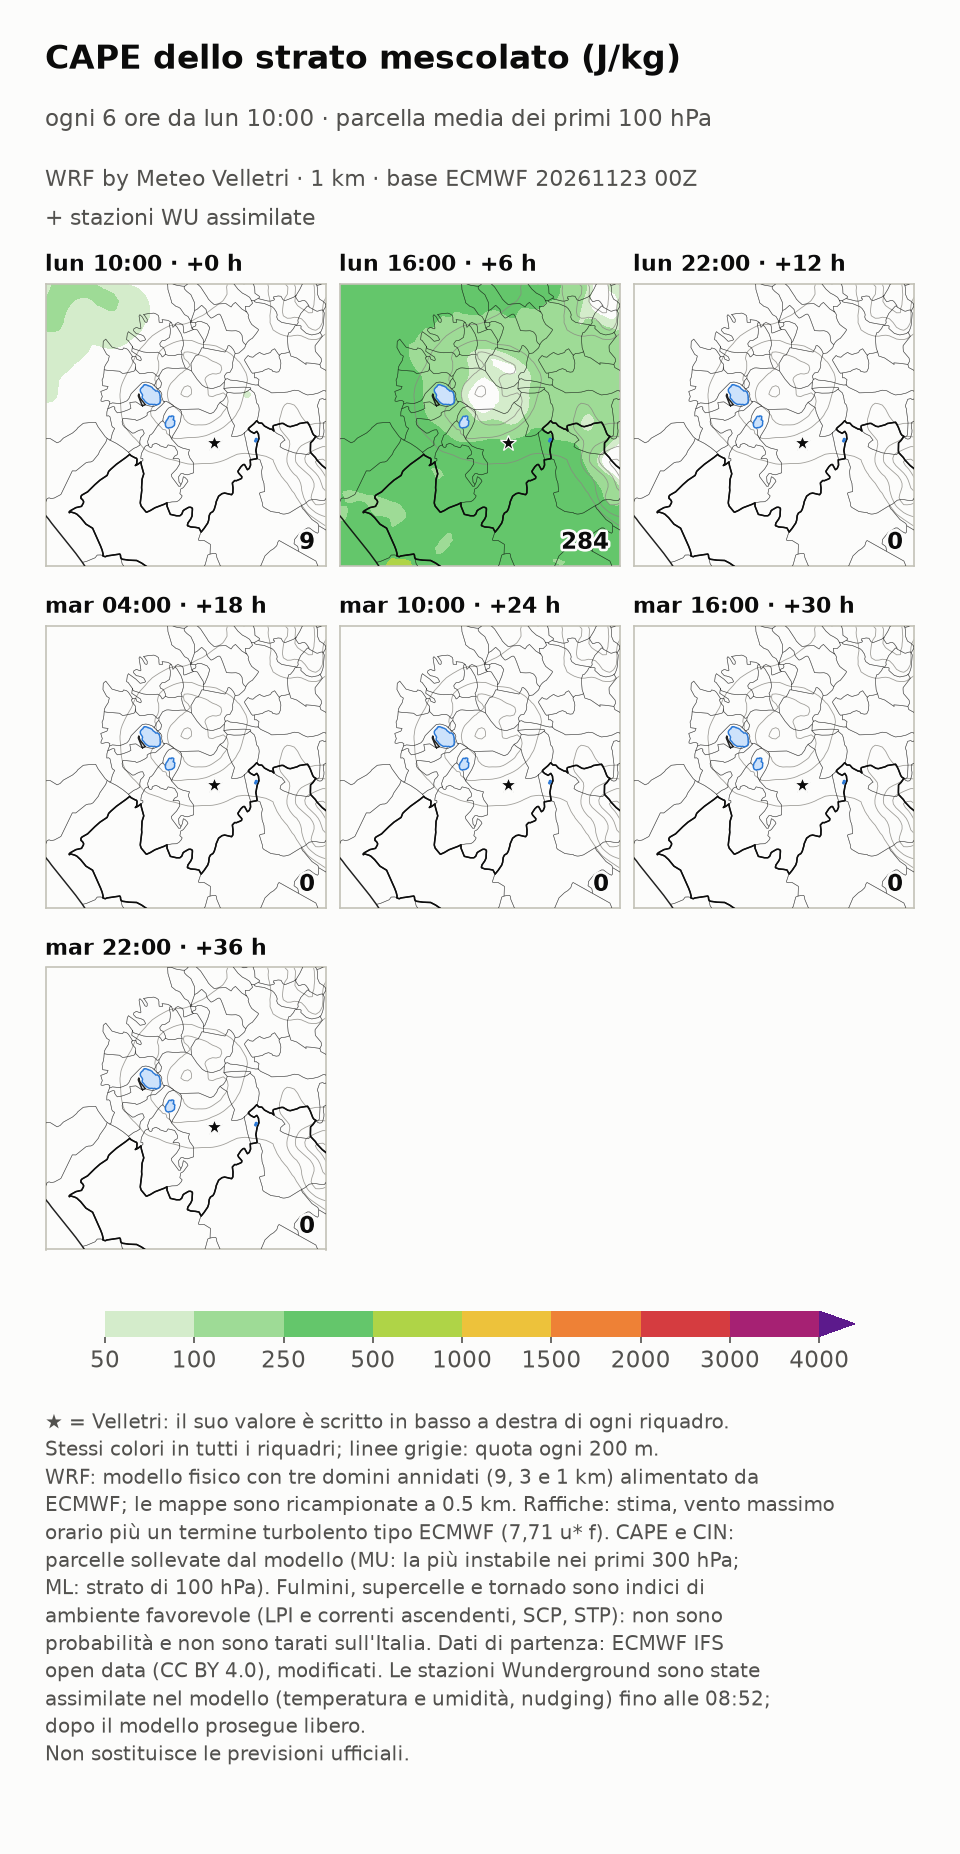 CAPE dello strato mescolato (J/kg)
ogni 6 ore da lun 10:00 · parcella media dei primi 100 hPa
WRF by Meteo Velletri · 1 km · base ECMWF 20261123 00Z
+ stazioni WU assimilate
lun 10:00 · +0 h
lun 16:00 · +6 h
lun 22:00 · +12 h
9
284
0
mar 04:00 · +18 h
mar 10:00 · +24 h
mar 16:00 · +30 h
0
0
0
mar 22:00 · +36 h
0
50 100 250 500 1000 1500 2000 3000 4000
★ = Velletri: il suo valore è scritto in basso a destra di ogni riquadro.
Stessi colori in tutti i riquadri; linee grigie: quota ogni 200 m.
WRF: modello fisico con tre domini annidati (9, 3 e 1 km) alimentato da
ECMWF; le mappe sono ricampionate a 0.5 km. Raffiche: stima, vento massimo
orario più un termine turbolento tipo ECMWF (7,71 u* f). CAPE e CIN:
parcelle sollevate dal modello (MU: la più instabile nei primi 300 hPa;
ML: strato di 100 hPa). Fulmini, supercelle e tornado sono indici di
ambiente favorevole (LPI e correnti ascendenti, SCP, STP): non sono
probabilità e non sono tarati sull'Italia. Dati di partenza: ECMWF IFS
open data (CC BY 4.0), modificati. Le stazioni Wunderground sono state
assimilate nel modello (temperatura e umidità, nudging) fino alle 08:52;
dopo il modello prosegue libero.
Non sostituisce le previsioni ufficiali.